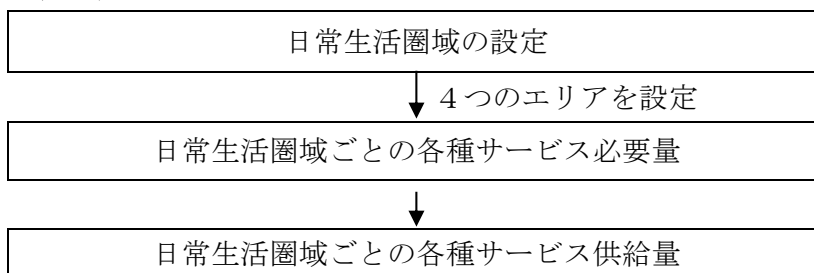 日常生活圏域の設定
４つのエリアを設定
日常生活圏域ごとの各種サービス必要量
日常生活圏域ごとの各種サービス供給量